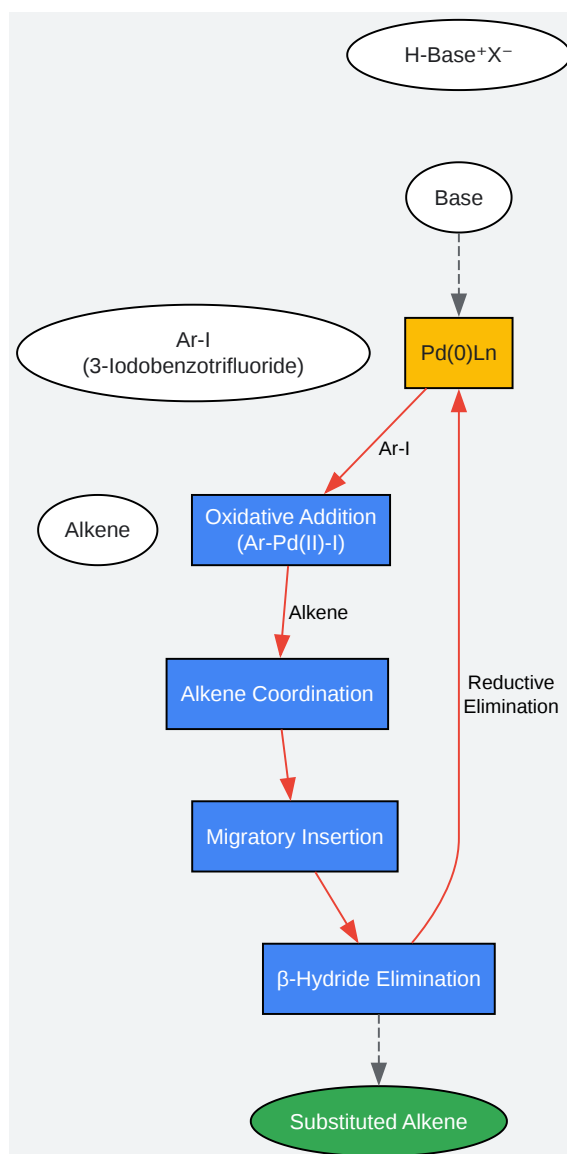 H-Base⁺X⁻
Base
Ar-I
(3-Iodobenzotrifluoride)
Pd(0)Ln
Ar-I
Oxidative Addition
(Ar-Pd(II)-I)
Alkene
Alkene
Alkene Coordination
Reductive
Elimination
Migratory Insertion
β-Hydride Elimination
Substituted Alkene